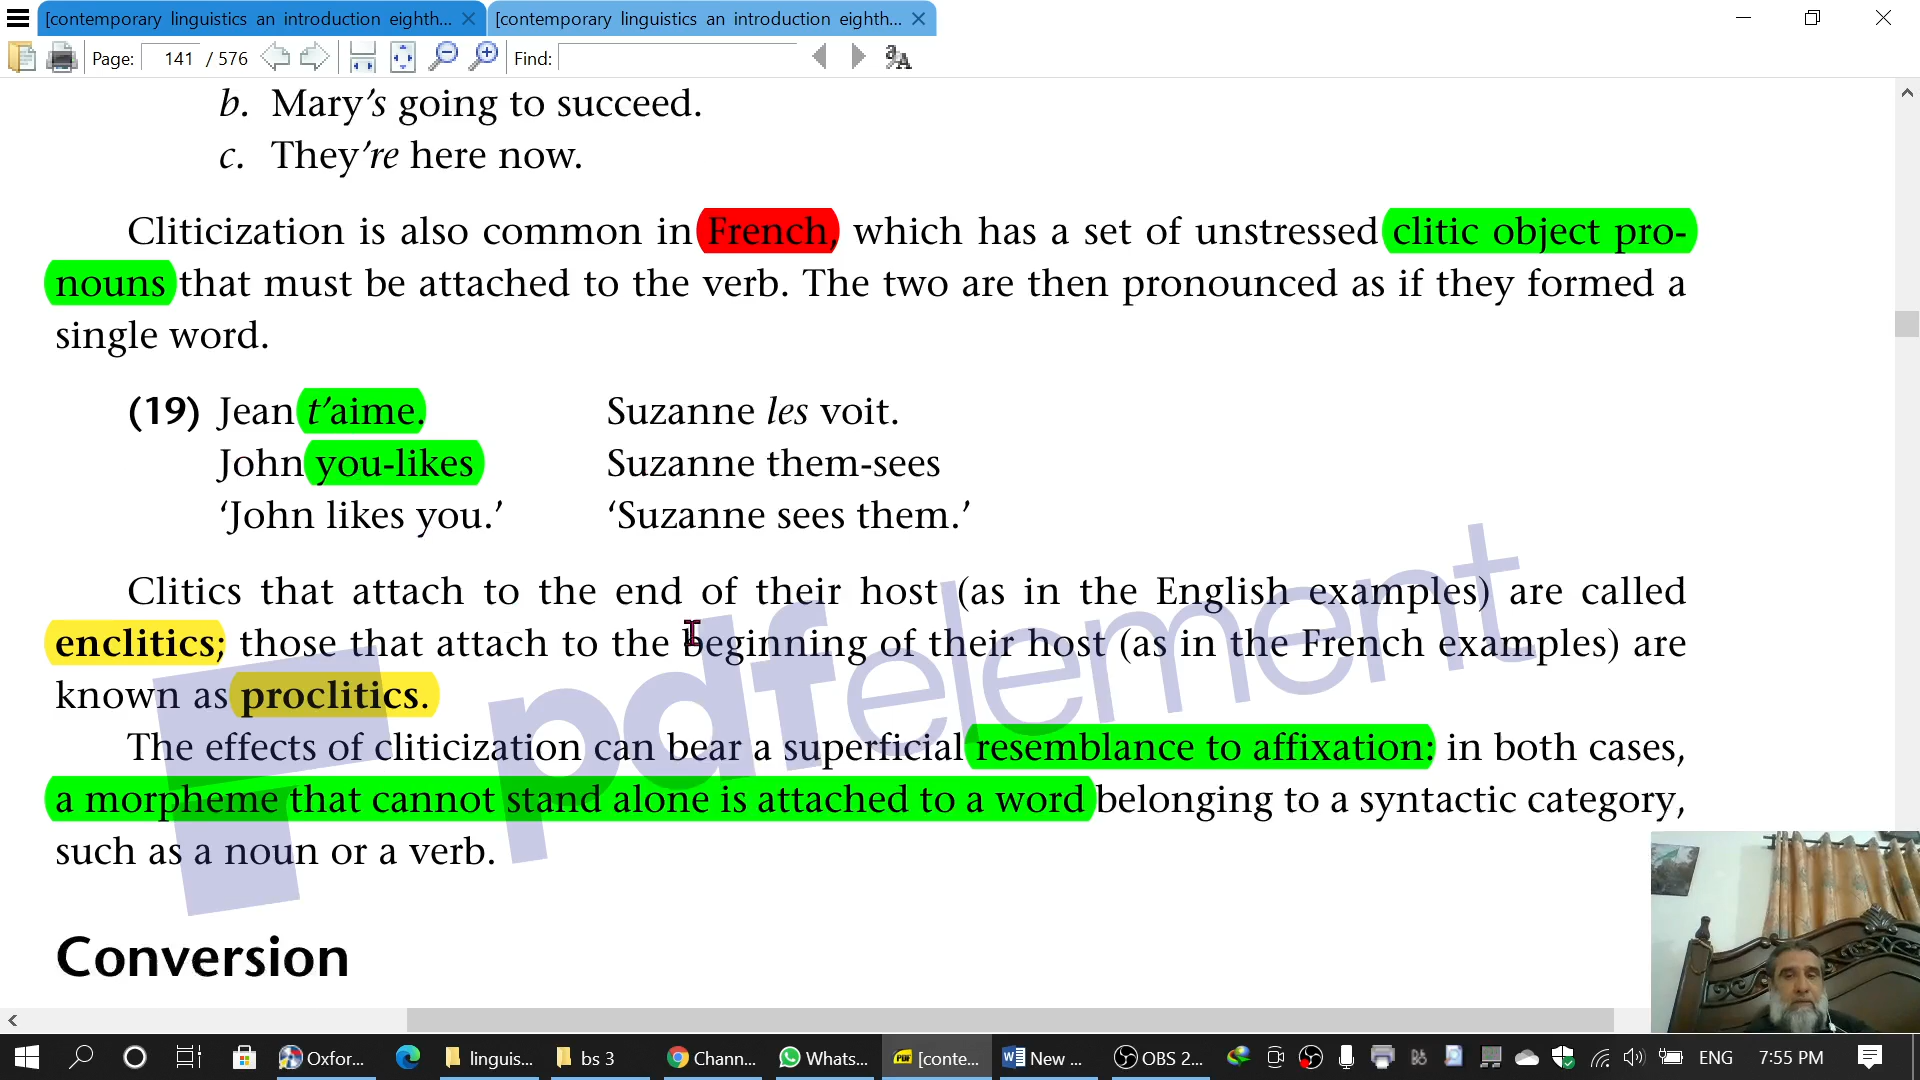 [contemporary linguistics an introduction eighth... [contemporary linguistics an introduction eighth...
Page: 141 / 576 Find:
b. Mary's going to succeed.
c. They're here now.
Cliticization is also common in French, which has a set of unstressed clitic object pro-
nouns that must be attached to the verb. The two are then pronounced as if they formed a
single word.
(19) Jean t'aime. Suzanne les voit.
John you-likes Suzanne them-sees
'John likes you.' 'Suzanne sees them.'
Clitics that attach to the end of their host (as in the English examples) are called
enclitics; those that attach to the beginning of their host (as in the French examples) are
known as proclitics.
The effects of cliticization can bear a superficial resemblance to affixation: in both cases,
a morpheme that cannot stand alone is attached to a word belonging to a syntactic category,
such as a noun or a verb.
pdfelement
Conversion
Oxfor... linguis... bs 3 Chann... Whats... [conte... New ... OBS 2... ENG 7:55 PM